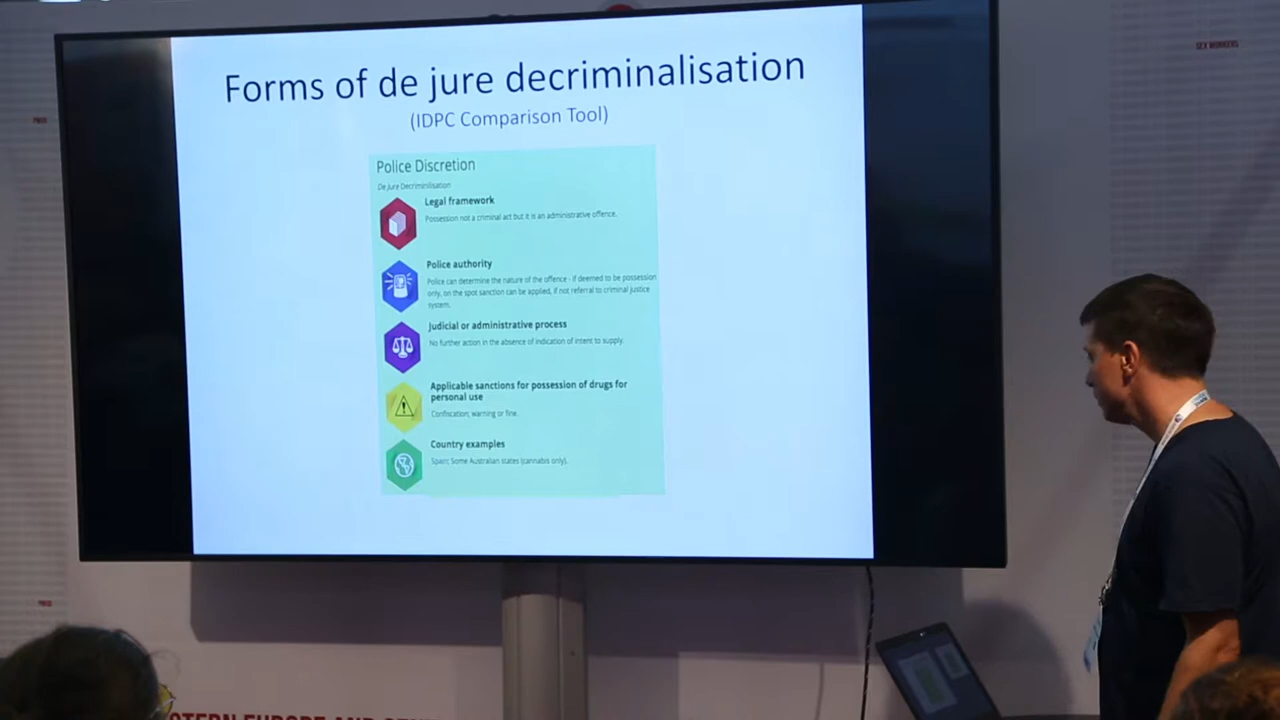 SEX WORKERS
PWID
Forms of de jure decriminalisation
(IDPC Comparison Tool)
Police Discretion
De Jure Decriminilisation
Legal framework
Possession not a criminal act but it is an administrative offence.
Police authority
Police can determine the nature of the offence - if deemed to be possession
only, on the spot sanction can be applied, if not referral to criminal justice
system.
Judicial or administrative process
No further action in the absence of indication of intent to supply.
Applicable sanctions for possession of drugs for
personal use
Confiscation; warning or fine.
Country examples
Spain; Some Australian states (cannabis only).
EUROPE AND